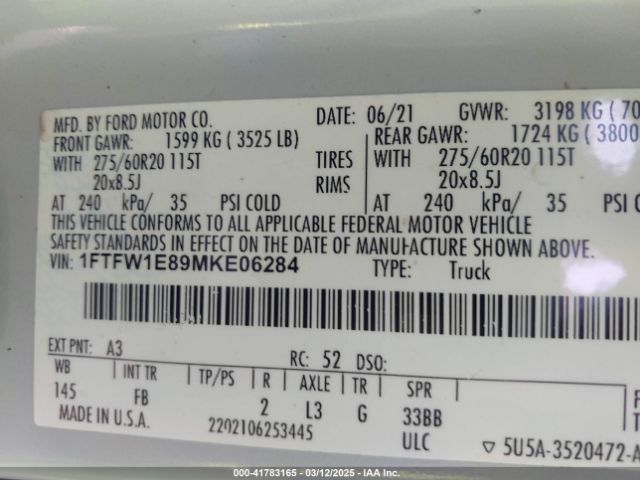 MFD. BY FORD MOTOR CO. DATE: 06/21 GVWR: 3198 KG ( 70
FRONT GAWR: 1599 KG ( 3525 LB) REAR GAWR: 1724 KG ( 3800
WITH 275/60R20 115T TIRES WITH 275/60R20 115T
20x8.5J RIMS 20x8.5J
AT 240 kPa/ 35 PSI COLD AT 240 kPa/ 35 PSI CO
THIS VEHICLE CONFORMS TO ALL APPLICABLE FEDERAL MOTOR VEHICLE
SAFETY STANDARDS IN EFFECT ON THE DATE OF MANUFACTURE SHOWN ABOVE.
VIN: 1FTFW1E89MKE06284 TYPE: Truck
EXT PNT: A3 RC: 52 DSO:
WB INT TR TP/PS R AXLE TR SPR
145 FB 2 L3 G 33BB
MADE IN U.S.A. 2202106253445 ULC ▽ 5U5A-3520472-A
000-41783165 - 03/12/2025 - IAA Inc.